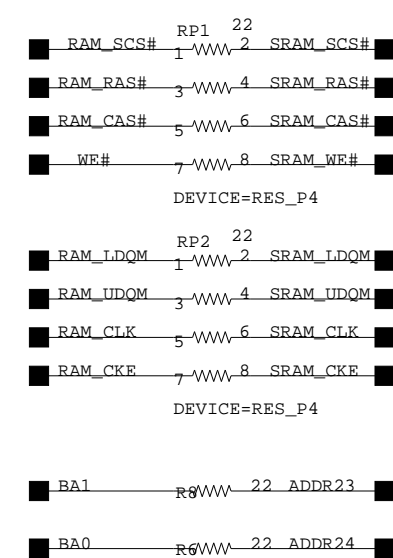 RP1 22
RAM_SCS# 1 2 SRAM_SCS#
RAM_RAS# 3 4 SRAM_RAS#
RAM_CAS# 5 6 SRAM_CAS#
WE# 7 8 SRAM_WE#
DEVICE=RES_P4
RP2 22
RAM_LDQM 1 2 SRAM_LDQM
RAM_UDQM 3 4 SRAM_UDQM
RAM_CLK 5 6 SRAM_CLK
RAM_CKE 7 8 SRAM_CKE
DEVICE=RES_P4
BA1 R8 22 ADDR23
BA0 R6 22 ADDR24